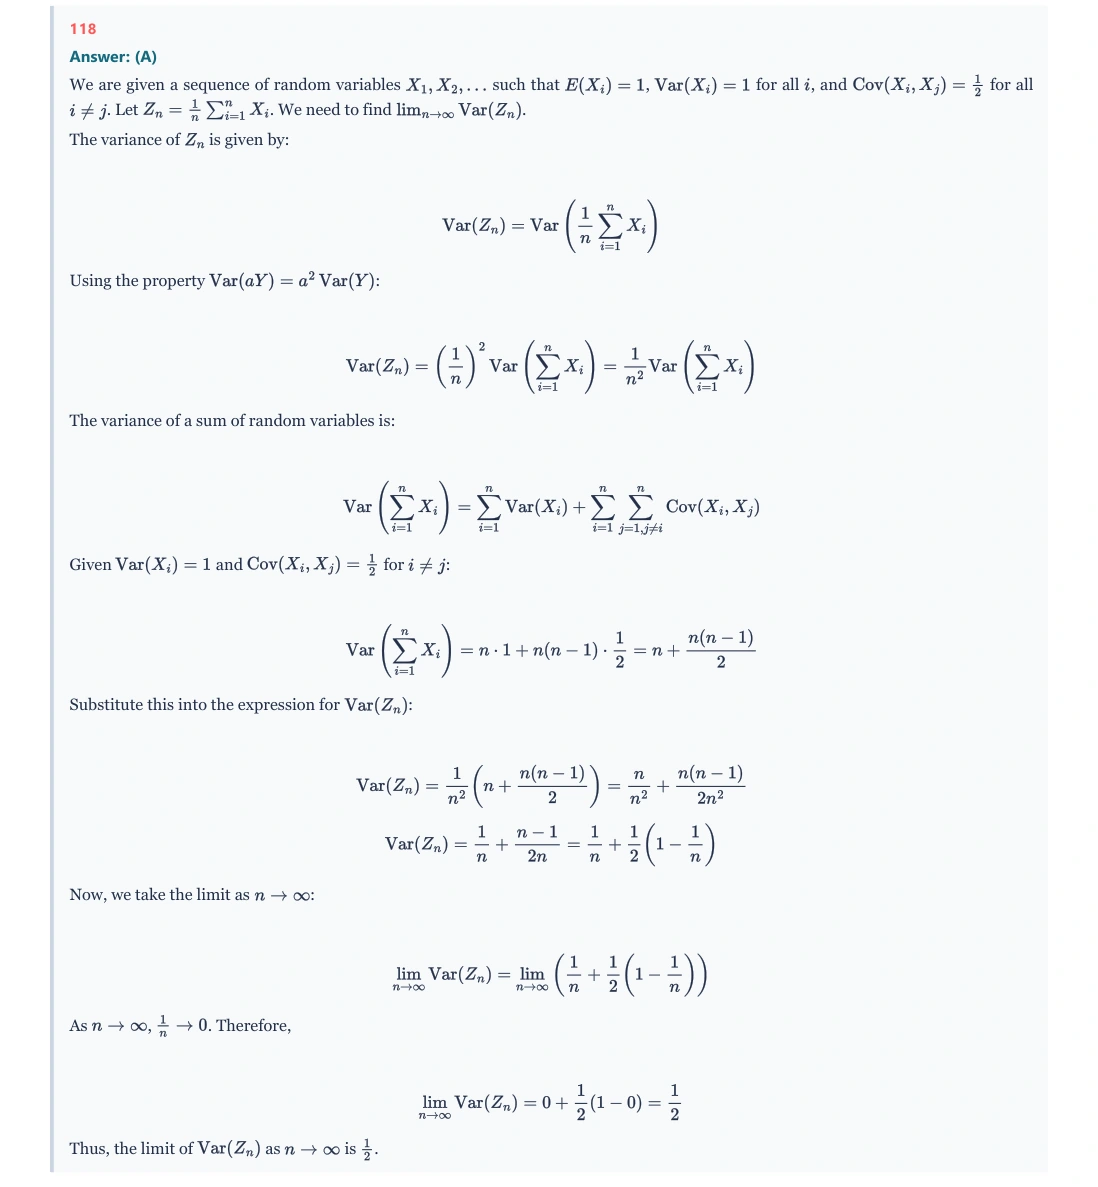 118
Answer: (A)
We are given a sequence of random variables X₁, X₂, … such that E(Xᵢ) = 1, Var(Xᵢ) = 1 for all i, and Cov(Xᵢ, Xⱼ) = 1/2 for all
i ≠ j. Let Zₙ = 1/n ∑ᵢ₌₁ⁿ Xᵢ. We need to find limₙ→∞ Var(Zₙ).
The variance of Zₙ is given by:
Var(Zₙ) = Var (1/n ∑ᵢ₌₁ⁿ Xᵢ)
Using the property Var(aY) = a² Var(Y):
Var(Zₙ) = (1/n)² Var (∑ᵢ₌₁ⁿ Xᵢ) = 1/n² Var (∑ᵢ₌₁ⁿ Xᵢ)
The variance of a sum of random variables is:
Var (∑ᵢ₌₁ⁿ Xᵢ) = ∑ᵢ₌₁ⁿ Var(Xᵢ) + ∑ᵢ₌₁ⁿ ∑ⱼ₌₁,ⱼ≠ᵢⁿ Cov(Xᵢ, Xⱼ)
Given Var(Xᵢ) = 1 and Cov(Xᵢ, Xⱼ) = 1/2 for i ≠ j:
Var (∑ᵢ₌₁ⁿ Xᵢ) = n · 1 + n(n − 1) · 1/2 = n + n(n − 1)/2
Substitute this into the expression for Var(Zₙ):
Var(Zₙ) = 1/n² (n + n(n − 1)/2) = n/n² + n(n − 1)/2n²
Var(Zₙ) = 1/n + n − 1/2n = 1/n + 1/2 (1 − 1/n)
Now, we take the limit as n → ∞:
lim n→∞ Var(Zₙ) = lim n→∞ (1/n + 1/2 (1 − 1/n))
As n → ∞, 1/n → 0. Therefore,
lim n→∞ Var(Zₙ) = 0 + 1/2 (1 − 0) = 1/2
Thus, the limit of Var(Zₙ) as n → ∞ is 1/2.